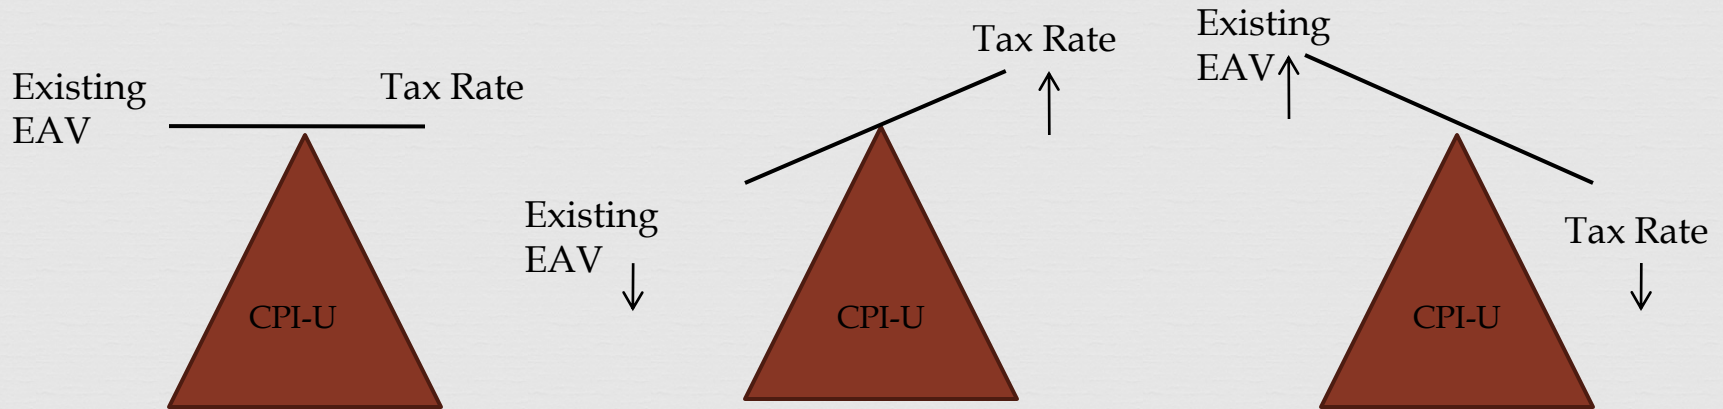 Existing
EAV
Tax Rate
CPI-U
Tax Rate
Existing
EAV
CPI-U
Existing
EAV
Tax Rate
CPI-U